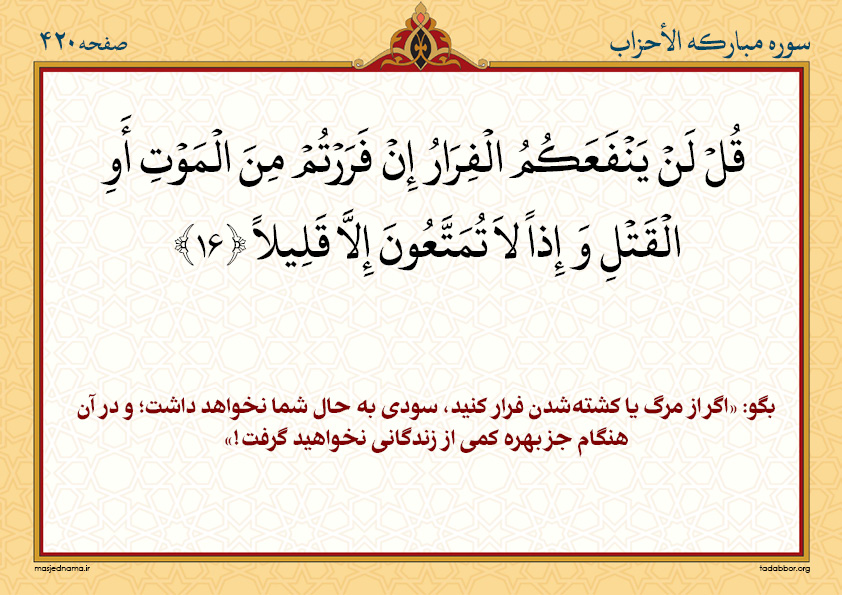 سوره مبارکه الأحزاب
صفحه ۴۲۰
قُلْ لَنْ يَنْفَعَكُمُ الْفِرَارُ إِنْ فَرَرْتُمْ مِنَ الْمَوْتِ أَوِ
الْقَتْلِ وَ إِذاً لاَ تُمَتَّعُونَ إِلاَّ قَلِيلاً ﴿۱۶﴾
بگو: «اگر از مرگ یا کشته‌شدن فرار کنید، سودی به حال شما نخواهد داشت؛ و در آن
هنگام جز بهره کمی از زندگانی نخواهید گرفت!»
masjednama.ir
tadabbor.org